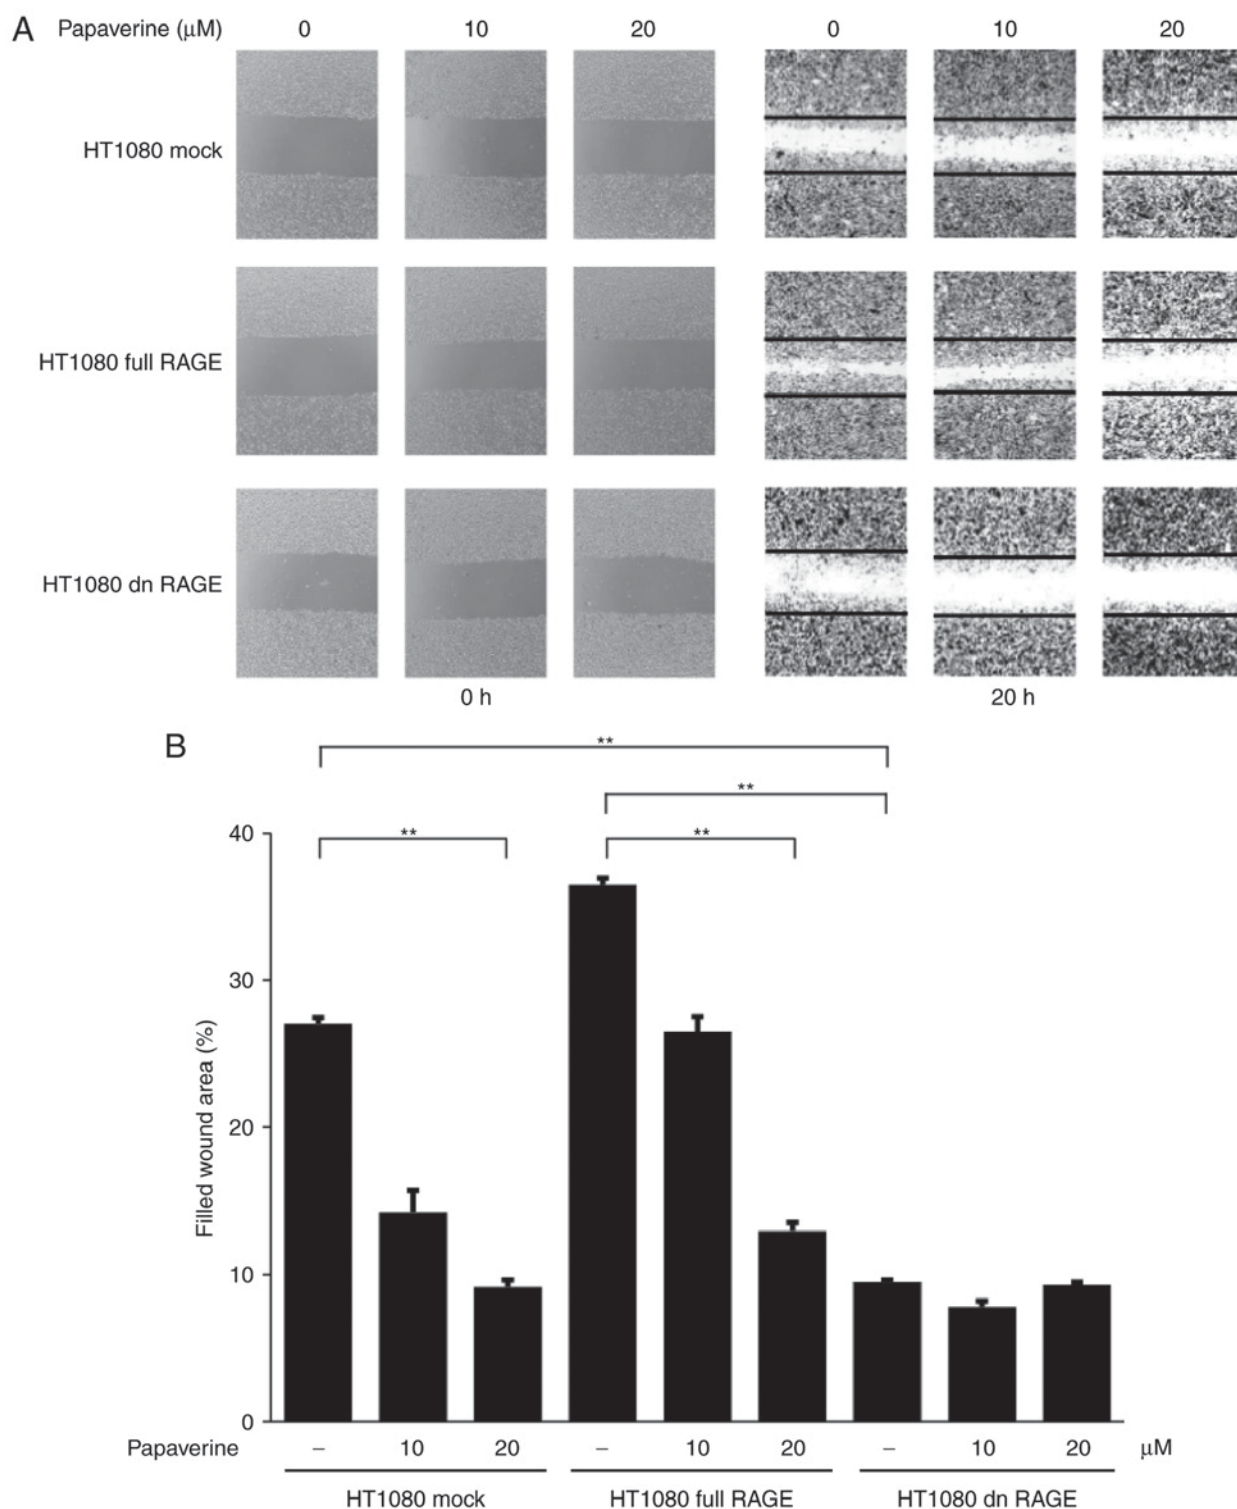 A Papaverine (μM) 0 10 20 0 10 20
HT1080 mock
HT1080 full RAGE
HT1080 dn RAGE
0 h 20 h
B
**
**
** **
40
30
20
10
0
Filled wound area (%)
Papaverine – 10 20 – 10 20 – 10 20 μM
HT1080 mock HT1080 full RAGE HT1080 dn RAGE